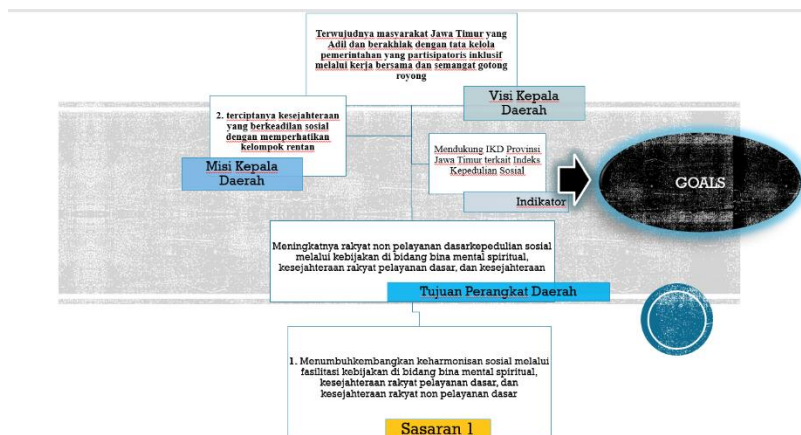 Terwujudnya masyarakat Jawa Timur yang
Adil dan berakhlak dengan tata kelola
pemerintahan yang partisipatoris inklusif
melalui kerja bersama dan semangat gotong
royong
Visi Kepala
Daerah
2. terciptanya kesejahteraan
yang berkeadilan sosial
dengan memperhatikan
kelompok rentan
Misi Kepala
Daerah
Mendukung IKD Provinsi
Jawa Timur terkait Indeks
Kepedulian Sosial
Indikator
GOALS
Meningkatnya rakyat non pelayanan dasarkepedulian sosial
melalui kebijakan di bidang bina mental spiritual,
kesejahteraan rakyat pelayanan dasar, dan kesejahteraan
Tujuan Perangkat Daerah
1. Menumbuhkembangkan keharmonisan sosial melalui
fasilitasi kebijakan di bidang bina mental spiritual,
kesejahteraan rakyat pelayanan dasar, dan
kesejahteraan rakyat non pelayanan dasar
Sasaran 1